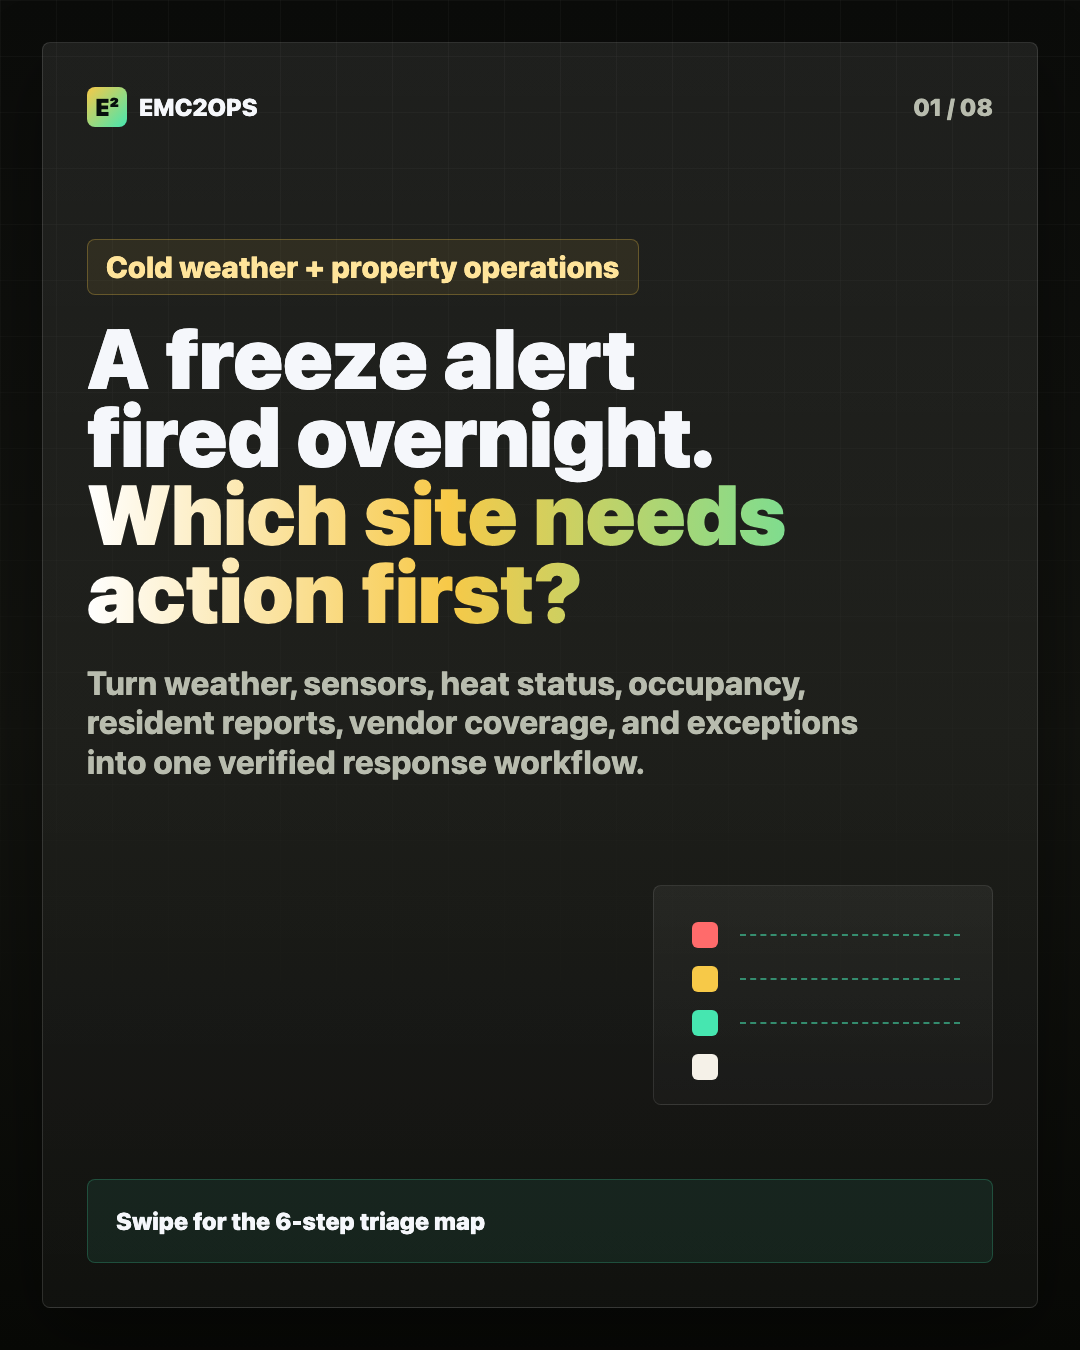 E² EMC2OPS
01 / 08
Cold weather + property operations
A freeze alert
fired overnight.
Which site needs
action first?
Turn weather, sensors, heat status, occupancy,
resident reports, vendor coverage, and exceptions
into one verified response workflow.
Swipe for the 6-step triage map